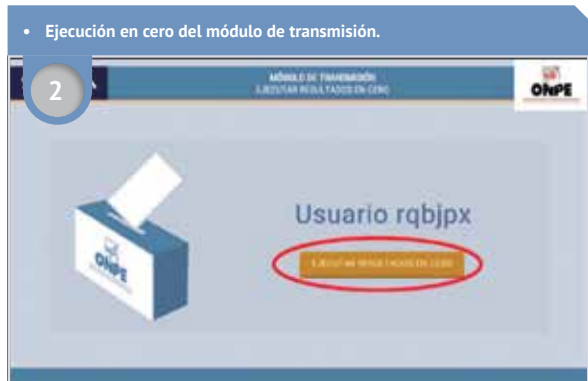 • Ejecución en cero del módulo de transmisión.
2
MÓDULO DE TRANSMISIÓN
EJECUTAR RESULTADOS EN CERO
ONPE
Usuario rqbjpx
EJECUTAR RESULTADOS EN CERO
ONPE